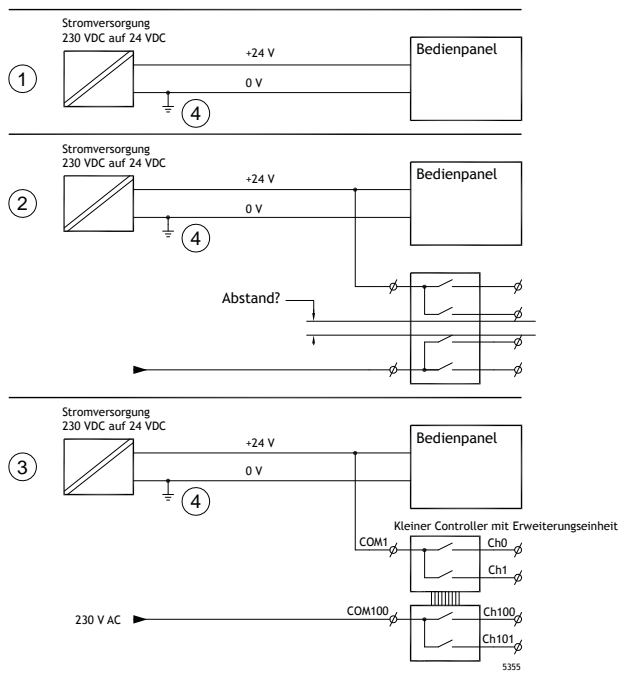 Stromversorgung
230 VDC auf 24 VDC
+24 V
Bedienpanel
1
0 V
4
Stromversorgung
230 VDC auf 24 VDC
+24 V
Bedienpanel
2
0 V
4
Abstand?
Stromversorgung
230 VDC auf 24 VDC
+24 V
Bedienpanel
3
0 V
4
Kleiner Controller mit Erweiterungseinheit
COM1
Ch0
Ch1
230 V AC
COM100
Ch100
Ch101
5355